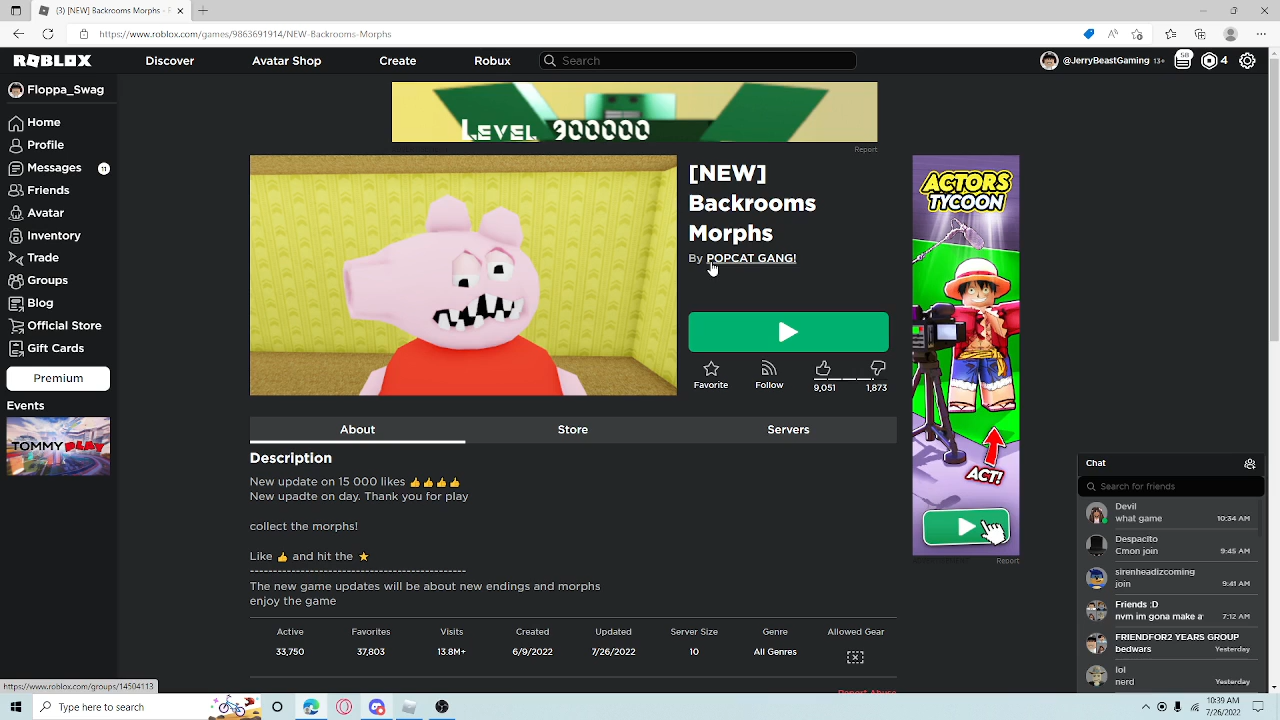 [3) [NEW] Backrooms Morphs - F
https://www.roblox.com/games/9863691914/NEW-Backrooms-Morphs
ROBLOX
Discover
Avatar Shop
Create
Robux
Search
@JerryBeastGaming 13+
58
4
Floppa_Swag
Home
Profile
Messages 11
Friends
Avatar
Inventory
Trade
Groups
Blog
Official Store
Gift Cards
Premium
Events
TOMMY PLAY
LEVEL 900000
Report
[NEW]
Backrooms
Morphs
By POPCAT GANG!
Favorite
Follow
9,051
1,873
ACTORS
TYCOON
ACT!
Report
About
Store
Servers
Description
New update on 15 000 likes 👍👍👍👍
New upadte on day. Thank you for play
collect the morphs!
Like 👍 and hit the ⭐
------------------------------------------------
The new game updates will be about new endings and morphs
enjoy the game
Active Favorites Visits Created Updated Server Size Genre Allowed Gear
33,750 37,803 13.8M+ 6/9/2022 7/26/2022 10 All Genres
Report Abuse
Chat
Search for friends
Devil
what game 10:34 AM
Despacito
Cmon join 9:45 AM
sirenheadizcoming
join 9:41 AM
Friends :D
nvm im gona make a 7:12 AM
FRIENDFOR2 YEARS GROUP
bedwars Yesterday
lol
nerd Yesterday
https://www.roblox.com/groups/14504113
Type here to search
10:39 AM
7/26/2022